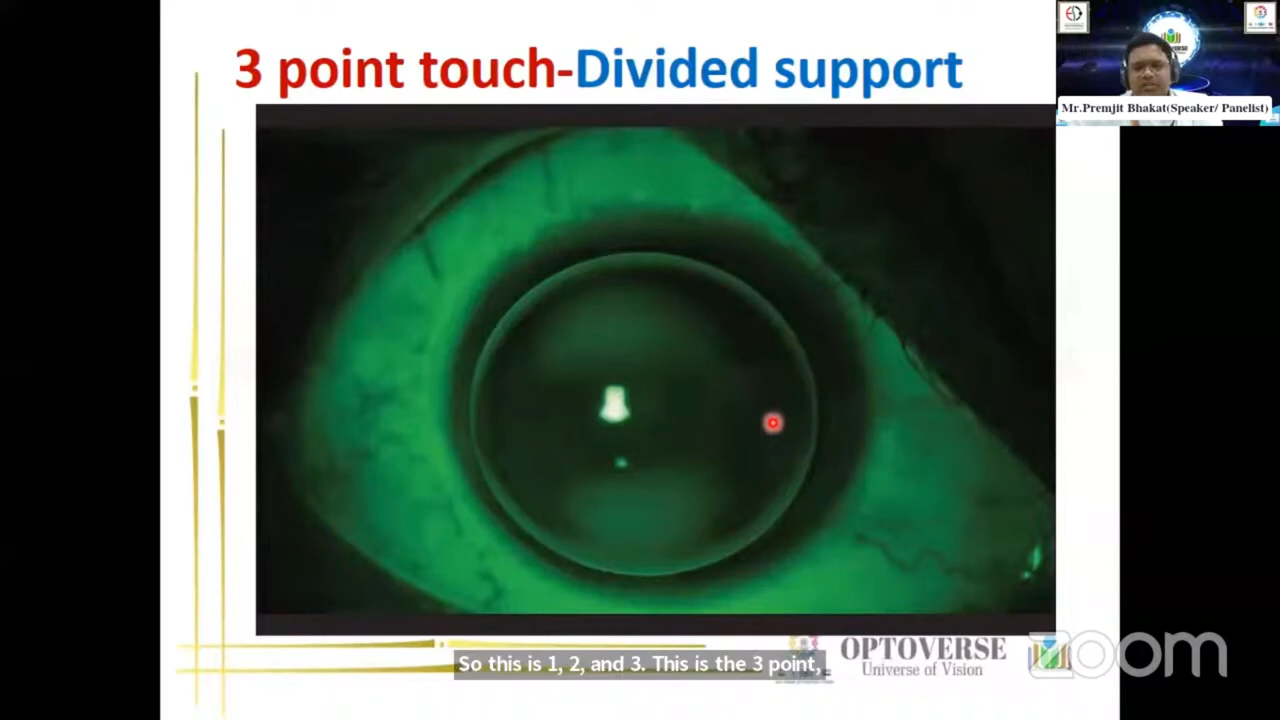 3 point touch-Divided support
Mr.Premjit Bhakat(Speaker/ Panelist)
So this is 1, 2, and 3. This is the 3 point,
OPTOVERSE
Universe of Vision
zoom